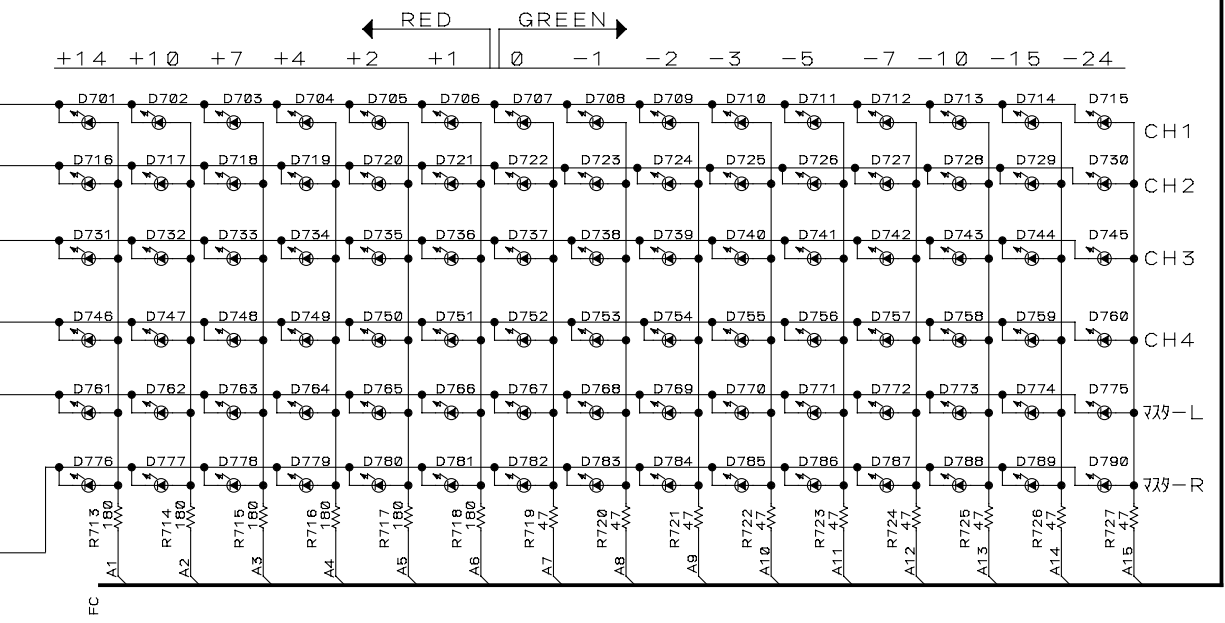 RED GREEN
+14 +10 +7 +4 +2 +1 0 -1 -2 -3 -5 -7 -10 -15 -24
D701 D702 D703 D704 D705 D706 D707 D708 D709 D710 D711 D712 D713 D714 D715
CH1
D716 D717 D718 D719 D720 D721 D722 D723 D724 D725 D726 D727 D728 D729 D730
CH2
D731 D732 D733 D734 D735 D736 D737 D738 D739 D740 D741 D742 D743 D744 D745
CH3
D746 D747 D748 D749 D750 D751 D752 D753 D754 D755 D756 D757 D758 D759 D760
CH4
D761 D762 D763 D764 D765 D766 D767 D768 D769 D770 D771 D772 D773 D774 D775
マスターL
D776 D777 D778 D779 D780 D781 D782 D783 D784 D785 D786 D787 D788 D789 D790
マスターR
R713 R714 R715 R716 R717 R718 R719 R720 R721 R722 R723 R724 R725 R726 R727
180 180 180 180 180 180 47 47 47 47 47 47 47 47 47
A1 A2 A3 A4 A5 A6 A7 A8 A9 A10 A11 A12 A13 A14 A15
FC